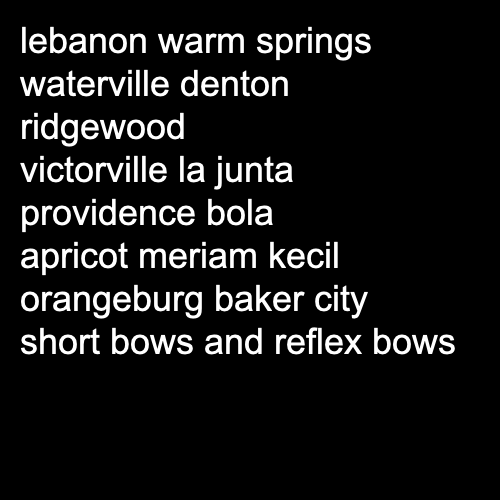 lebanon warm springs
waterville denton
ridgewood
victorville la junta
providence bola
apricot meriam kecil
orangeburg baker city
short bows and reflex bows